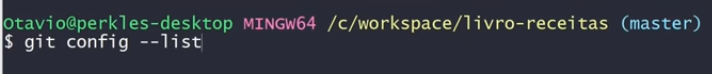 Otavio@perkles-desktop MINGW64 /c/workspace/livro-receitas (master)
$ git config --list